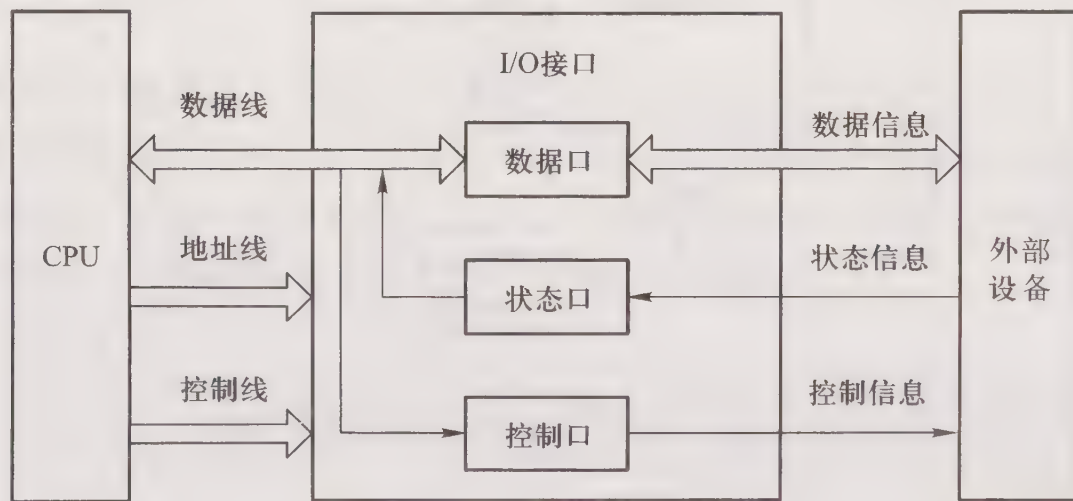 I/O接口
数据线
数据信息
数据口
CPU
地址线
状态信息
外部
设备
状态口
控制线
控制信息
控制口